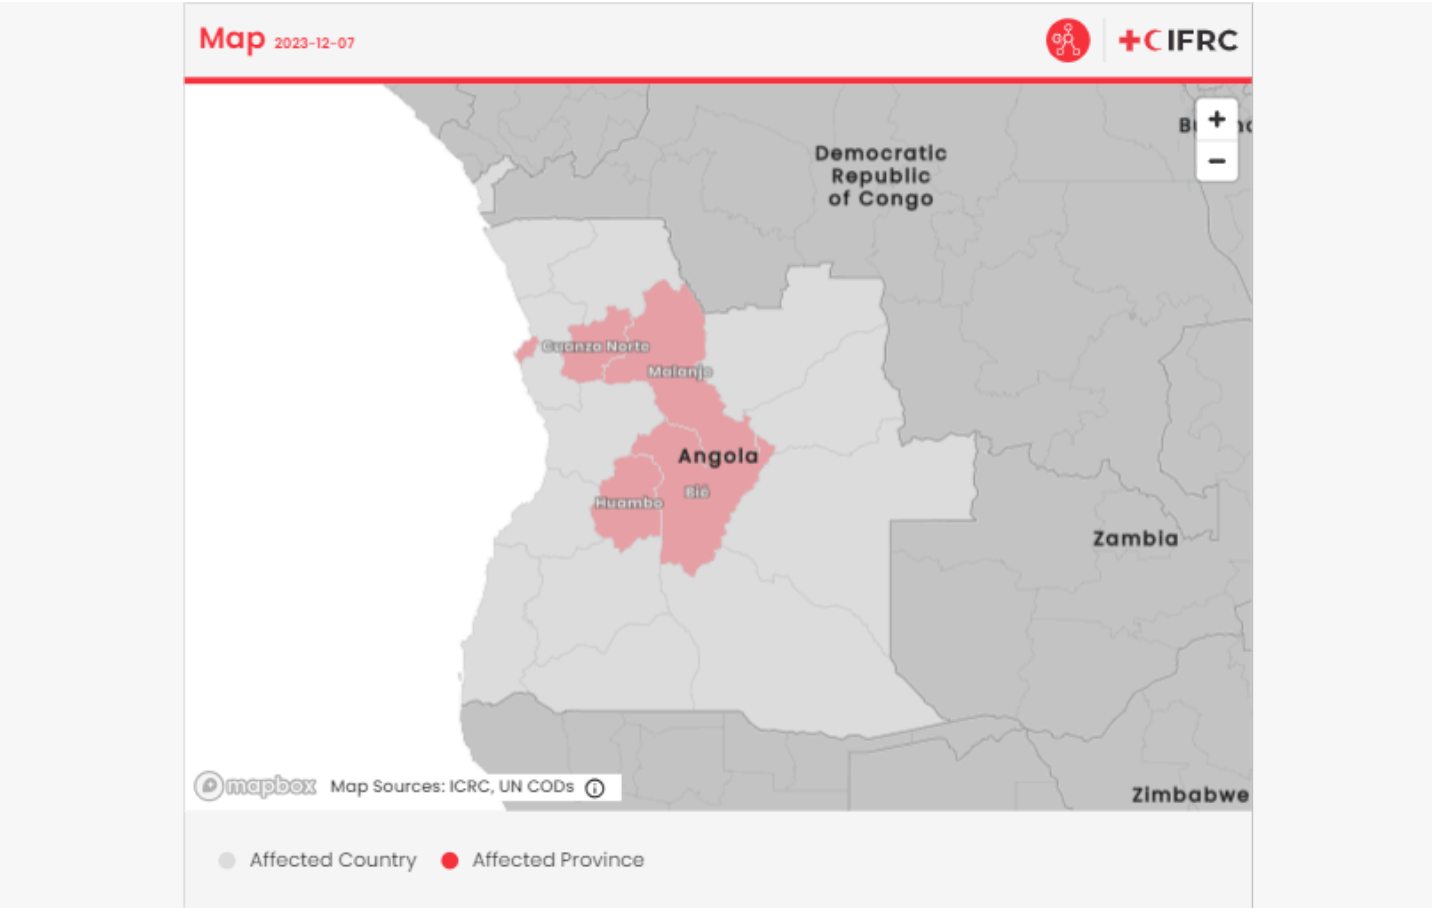 Map 2023-12-07
IFRC
+
−
Democratic
Republic
of Congo
Cuanza Norte
Malanje
Angola
Bié
Huambo
Zambia
Zimbabwe
mapbox
Map Sources: ICRC, UN CODs
Affected Country
Affected Province